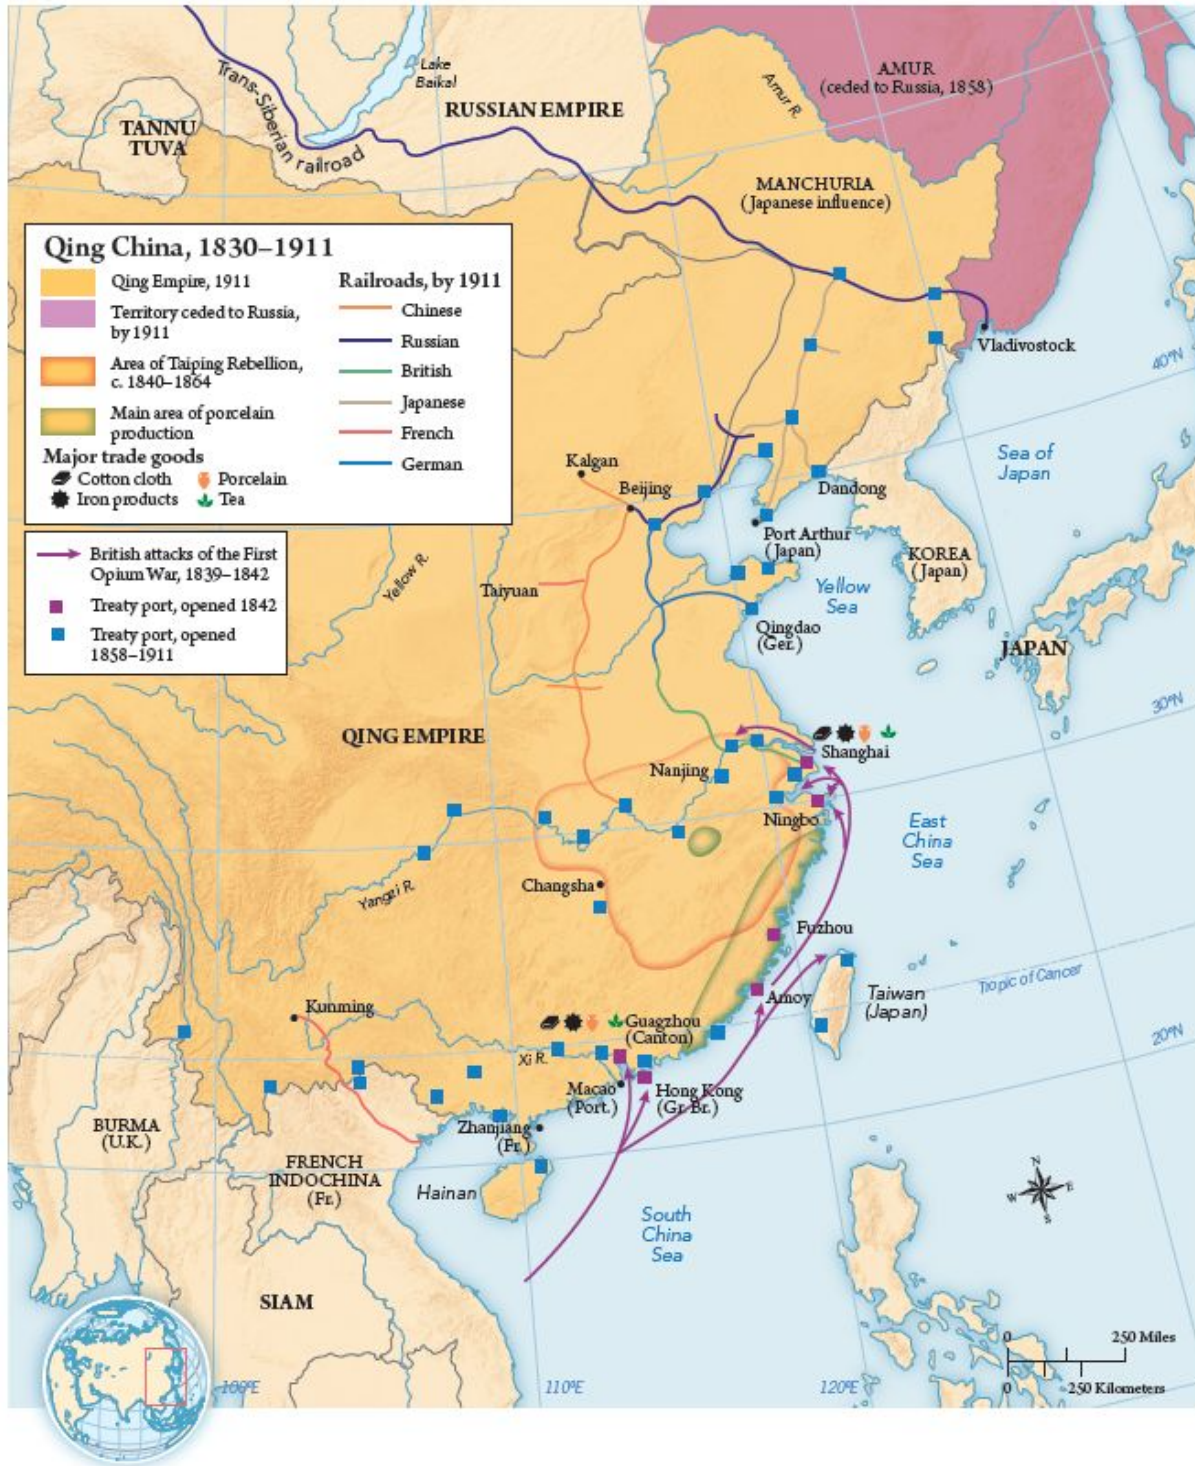 Lake
Baikal
Trans-Siberian railroad
RUSSIAN EMPIRE
TANNU
TUVA
AMUR
(ceded to Russia, 1858)
Amur R.
MANCHURIA
(Japanese influence)
Qing China, 1830–1911
Qing Empire, 1911
Territory ceded to Russia,
by 1911
Area of Taiping Rebellion,
c. 1840–1864
Main area of porcelain
production
Major trade goods
Cotton cloth
Porcelain
Iron products
Tea
Railroads, by 1911
Chinese
Russian
British
Japanese
French
German
British attacks of the First
Opium War, 1839–1842
Treaty port, opened 1842
Treaty port, opened
1858–1911
Vladivostock
40°N
Sea of
Japan
Kalgan
Beijing
Dandong
Port Arthur
(Japan)
KOREA
(Japan)
Yellow R.
Taiyuan
Yellow
Sea
Qingdao
(Ger.)
JAPAN
30°N
QING EMPIRE
Shanghai
Nanjing
Ningbo
East
China
Sea
Yangzi R.
Changsha
Fuzhou
Tropic of Cancer
Kunming
Amoy
Taiwan
(Japan)
20°N
Guagzhou
(Canton)
Xi R.
Macao
(Port.)
Hong Kong
(Gr. Br.)
BURMA
(U.K.)
Zhanjiang
(Fr.)
FRENCH
INDOCHINA
(Fr.)
Hainan
N
W
E
S
South
China
Sea
SIAM
0
250 Miles
0
250 Kilometers
100°E
110°E
120°E